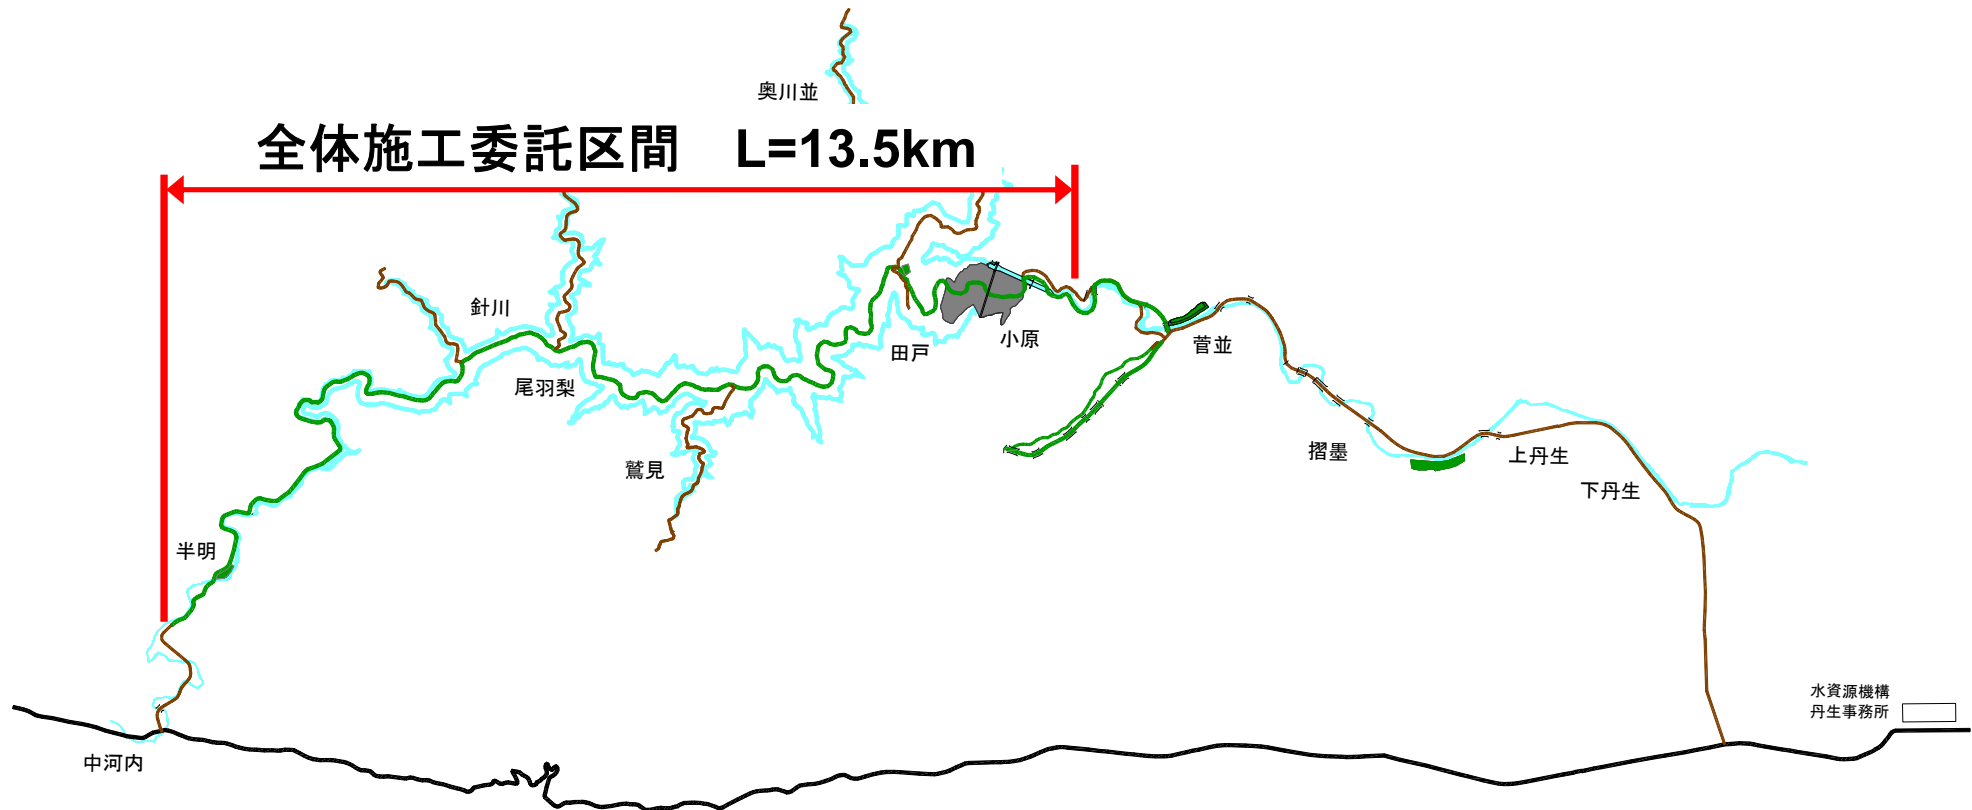 奥川並
全体施工委託区間 L=13.5km
針川
尾羽梨
田戸
小原
菅並
鷲見
摺墨
上丹生
下丹生
半明
水資源機構
丹生事務所
中河内